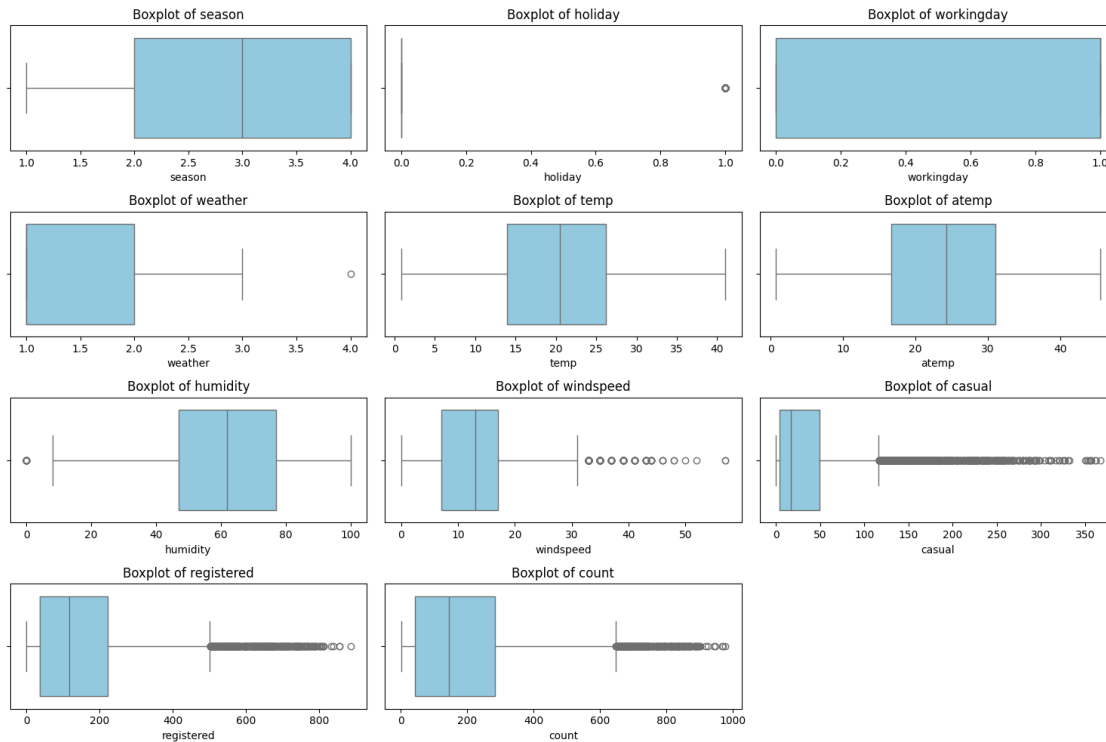 Boxplot of season
1.0 1.5 2.0 2.5 3.0 3.5 4.0
season
Boxplot of holiday
0.0 0.2 0.4 0.6 0.8 1.0
holiday
Boxplot of workingday
0.0 0.2 0.4 0.6 0.8 1.0
workingday
Boxplot of weather
1.0 1.5 2.0 2.5 3.0 3.5 4.0
weather
Boxplot of temp
0 5 10 15 20 25 30 35 40
temp
Boxplot of atemp
0 10 20 30 40
atemp
Boxplot of humidity
0 20 40 60 80 100
humidity
Boxplot of windspeed
0 10 20 30 40 50
windspeed
Boxplot of casual
0 50 100 150 200 250 300 350
casual
Boxplot of registered
0 200 400 600 800
registered
Boxplot of count
0 200 400 600 800 1000
count